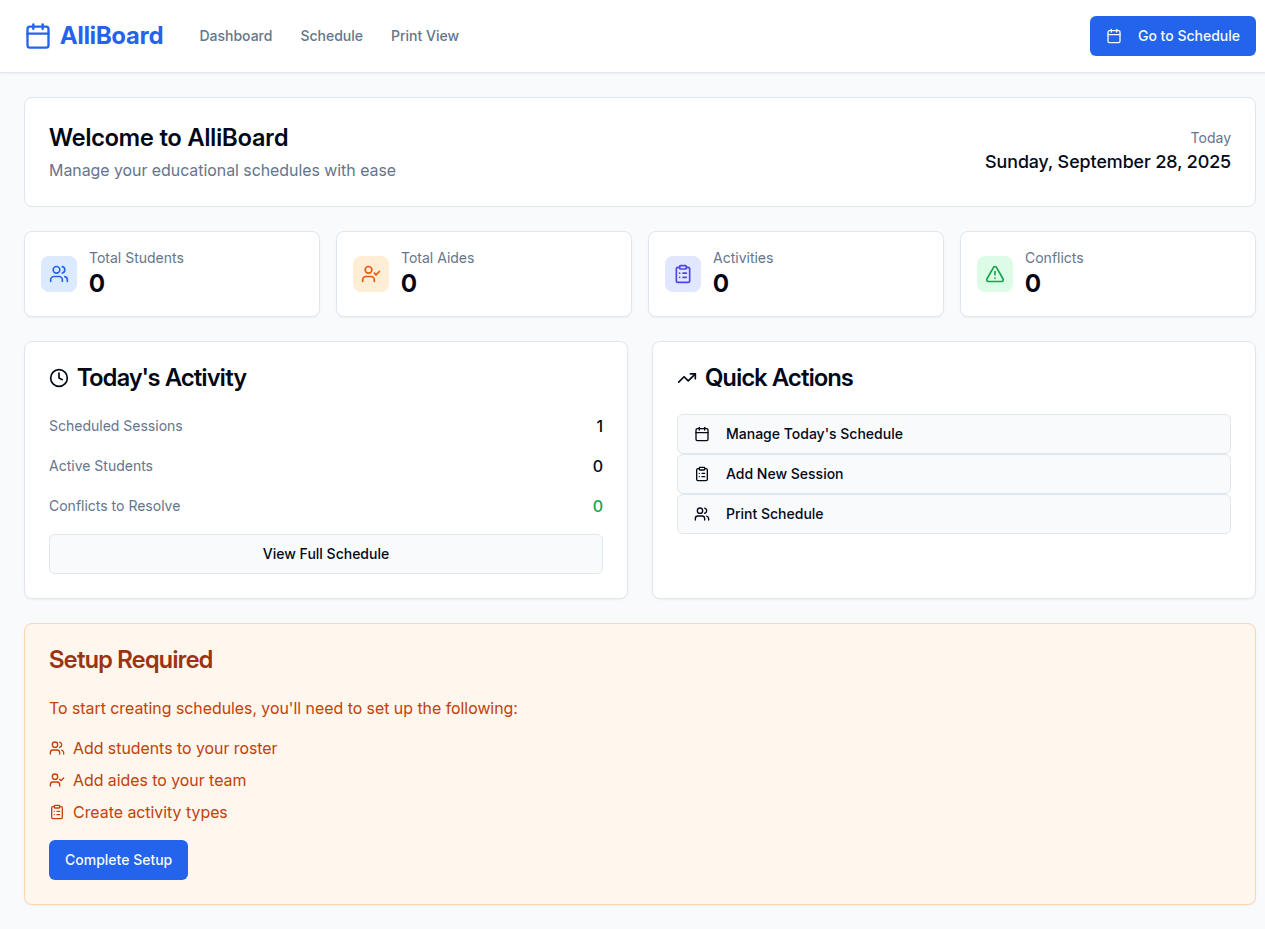 AlliBoard
Dashboard
Schedule
Print View
Go to Schedule
Welcome to AlliBoard
Manage your educational schedules with ease
Today
Sunday, September 28, 2025
Total Students
0
Total Aides
0
Activities
0
Conflicts
0
Today's Activity
Scheduled Sessions 1
Active Students 0
Conflicts to Resolve 0
View Full Schedule
Quick Actions
Manage Today's Schedule
Add New Session
Print Schedule
Setup Required
To start creating schedules, you'll need to set up the following:
Add students to your roster
Add aides to your team
Create activity types
Complete Setup